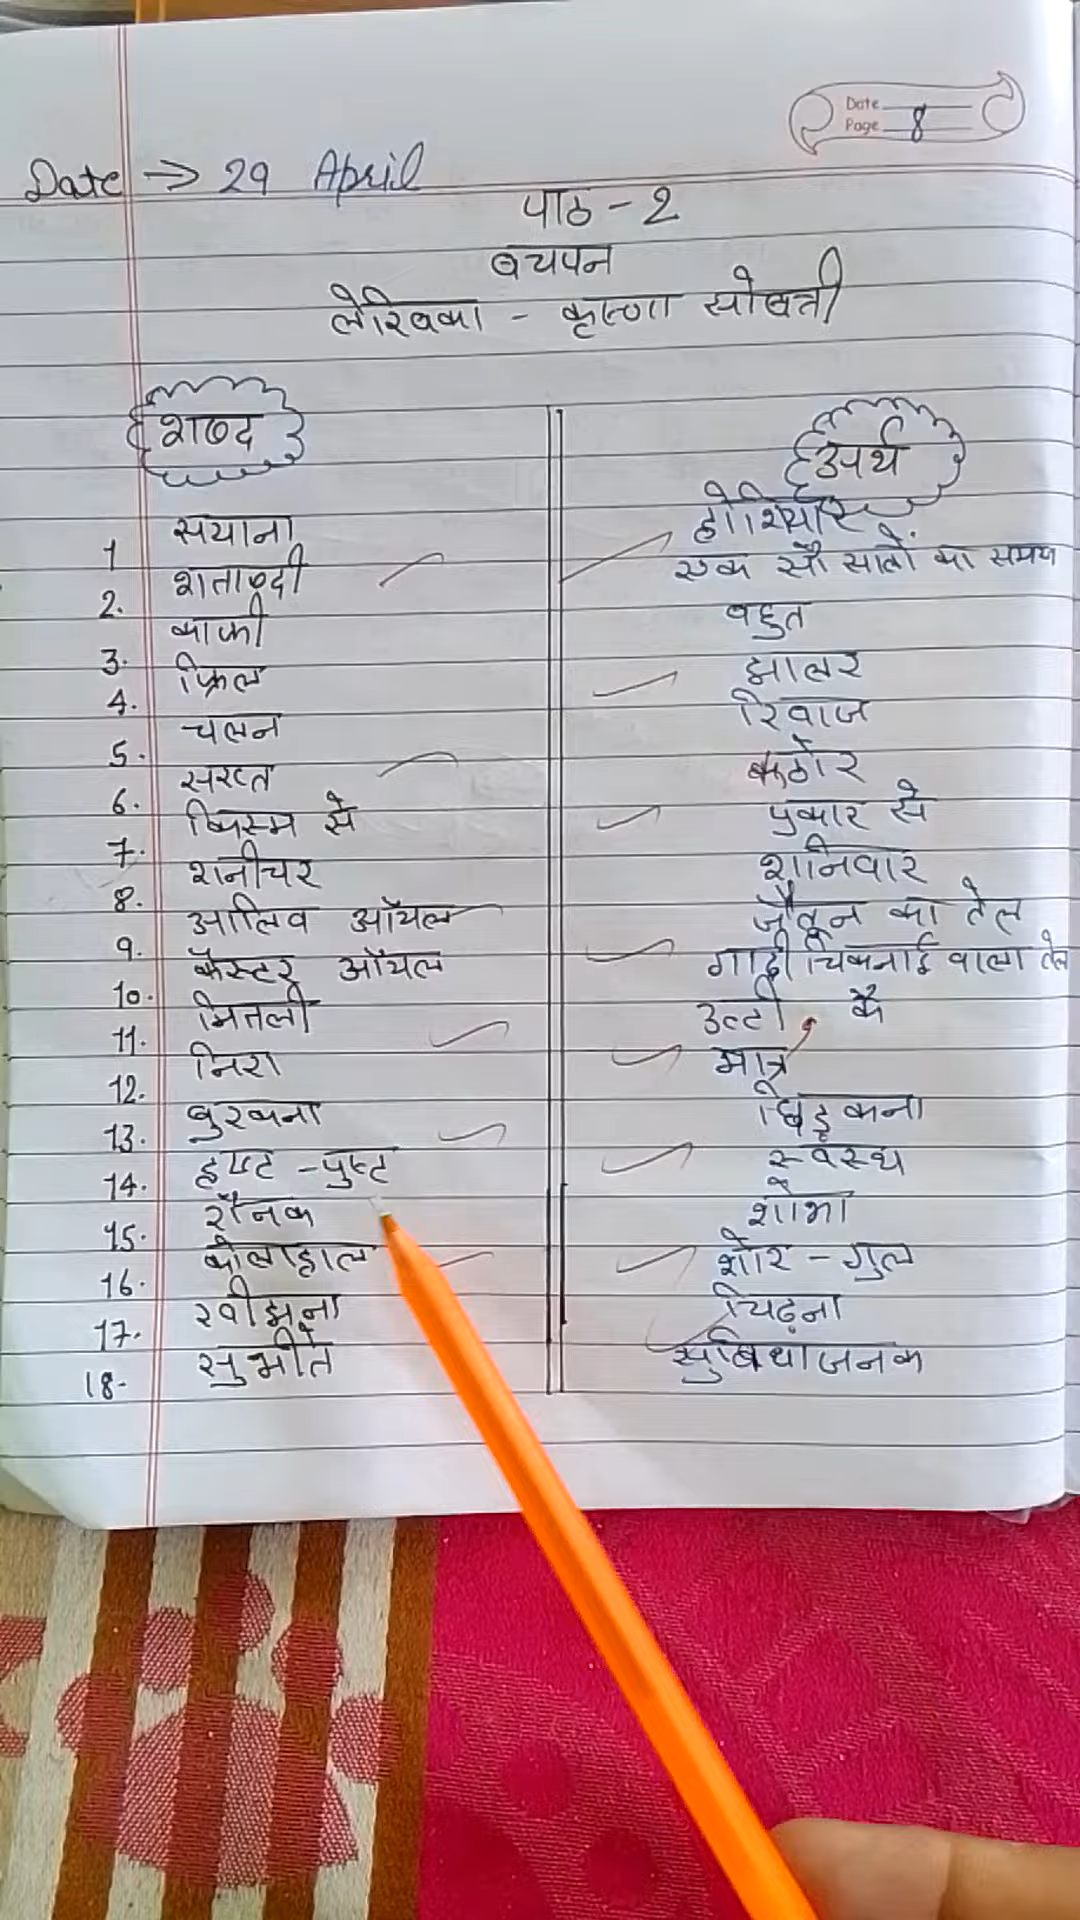 Date
Page 8
Date → 29 April
पाठ - 2
बचपन
लेखिका - कृष्णा सोबती
शब्द अर्थ
1 सयाना होशियार
2. शताब्दी एक सौ सालों का समय
3. काफी बहुत
4. फ्रिल झालर
5. चलन रिवाज
6. सख्त कठोर
7. किस्म से प्रकार से
8. शनीचर शनिवार
9. आलिव ऑयल जैतून का तेल
10. कैस्टर ऑयल गाढ़ी चिकनाई वाला तेल
11. मितली उल्टी, कै
12. निरा मात्र
13. बुरकना छिड़कना
14. हष्ट-पुष्ट स्वस्थ
15. रौनक शोभा
16. कोलाहाल शोर-गुल
17. खीझना चिढ़ना
18. सुभीते सुबिधाजनक